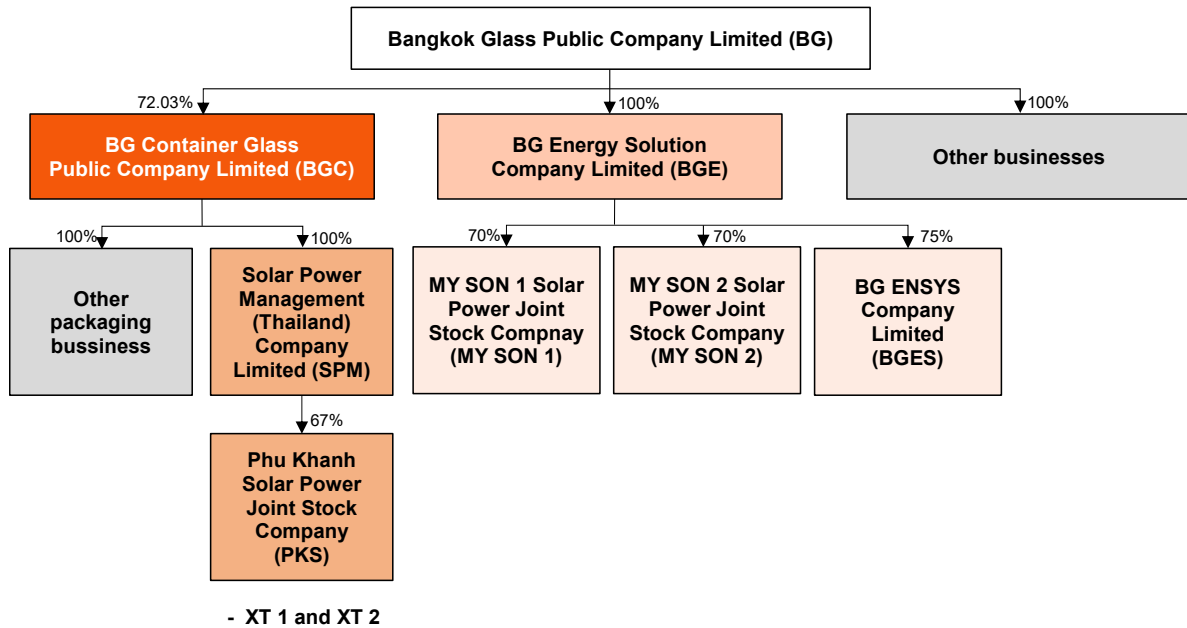 Bangkok Glass Public Company Limited (BG)
72.03%
100%
100%
BG Container Glass
Public Company Limited (BGC)
BG Energy Solution
Company Limited (BGE)
Other businesses
100%
100%
70%
70%
75%
Other
packaging
bussiness
Solar Power
Management
(Thailand)
Company
Limited (SPM)
MY SON 1 Solar
Power Joint
Stock Compnay
(MY SON 1)
MY SON 2 Solar
Power Joint
Stock Company
(MY SON 2)
BG ENSYS
Company
Limited
(BGES)
67%
Phu Khanh
Solar Power
Joint Stock
Company
(PKS)
- XT 1 and XT 2